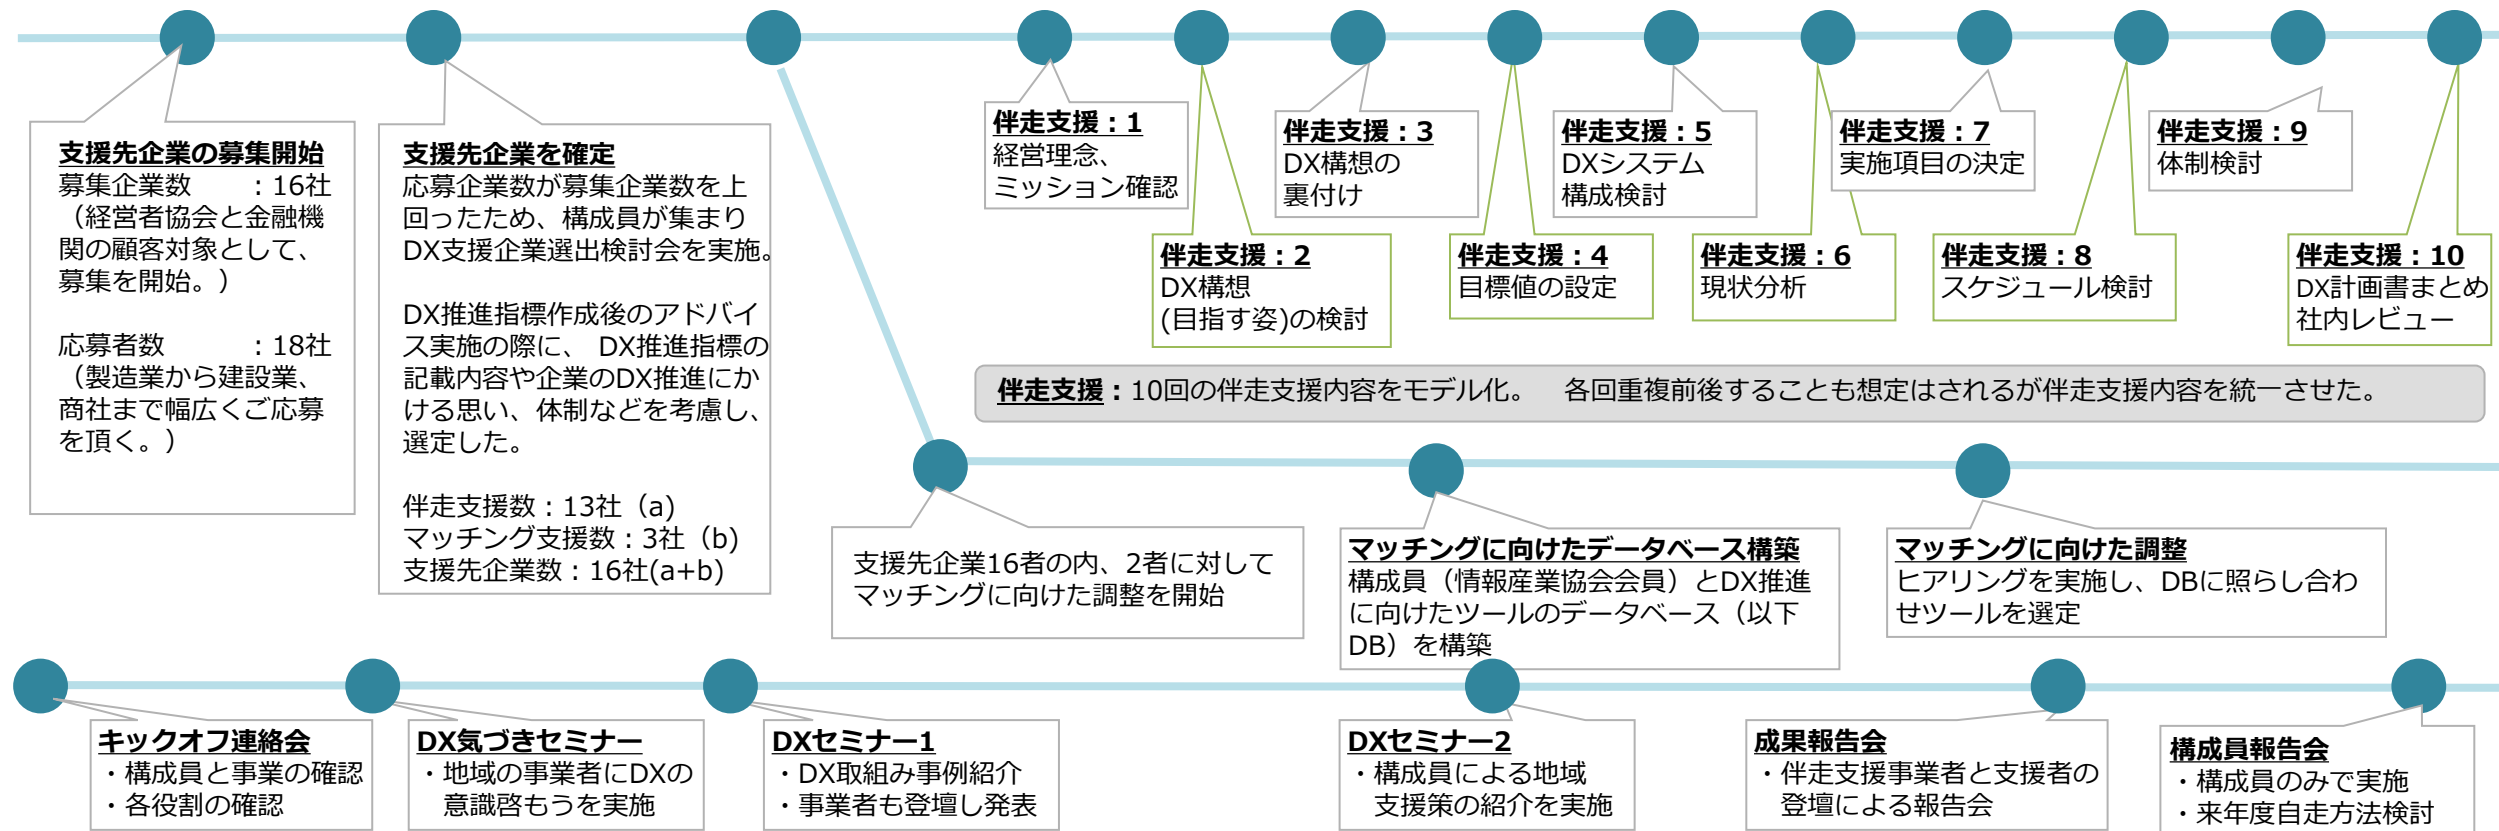 支援先企業の募集開始
募集企業数　　：16社
（経営者協会と金融機
関の顧客対象として、
募集を開始。）
応募者数　　　：18社
（製造業から建設業、
商社まで幅広くご応募
を頂く。）
支援先企業を確定
応募企業数が募集企業数を上
回ったため、構成員が集まり
DX支援企業選出検討会を実施。
DX推進指標作成後のアドバイ
ス実施の際に、 DX推進指標の
記載内容や企業のDX推進にか
ける思い、体制などを考慮し、
選定した。
伴走支援数：13社（a)
マッチング支援数：3社（b)
支援先企業数：16社(a+b)
伴走支援：1
経営理念、
ミッション確認
伴走支援：2
DX構想
(目指す姿)の検討
伴走支援：3
DX構想の
裏付け
伴走支援：4
目標値の設定
伴走支援：5
DXシステム
構成検討
伴走支援：6
現状分析
伴走支援：7
実施項目の決定
伴走支援：8
スケジュール検討
伴走支援：9
体制検討
伴走支援：10
DX計画書まとめ
社内レビュー
伴走支援：10回の伴走支援内容をモデル化。　各回重複前後することも想定はされるが伴走支援内容を統一させた。
支援先企業16者の内、2者に対して
マッチングに向けた調整を開始
マッチングに向けたデータベース構築
構成員（情報産業協会会員）とDX推進
に向けたツールのデータベース（以下
DB）を構築
マッチングに向けた調整
ヒアリングを実施し、DBに照らし合わ
せツールを選定
キックオフ連絡会
・構成員と事業の確認
・各役割の確認
DX気づきセミナー
・地域の事業者にDXの
意識啓もうを実施
DXセミナー1
・DX取組み事例紹介
・事業者も登壇し発表
DXセミナー2
・構成員による地域
支援策の紹介を実施
成果報告会
・伴走支援事業者と支援者の
登壇による報告会
構成員報告会
・構成員のみで実施
・来年度自走方法検討